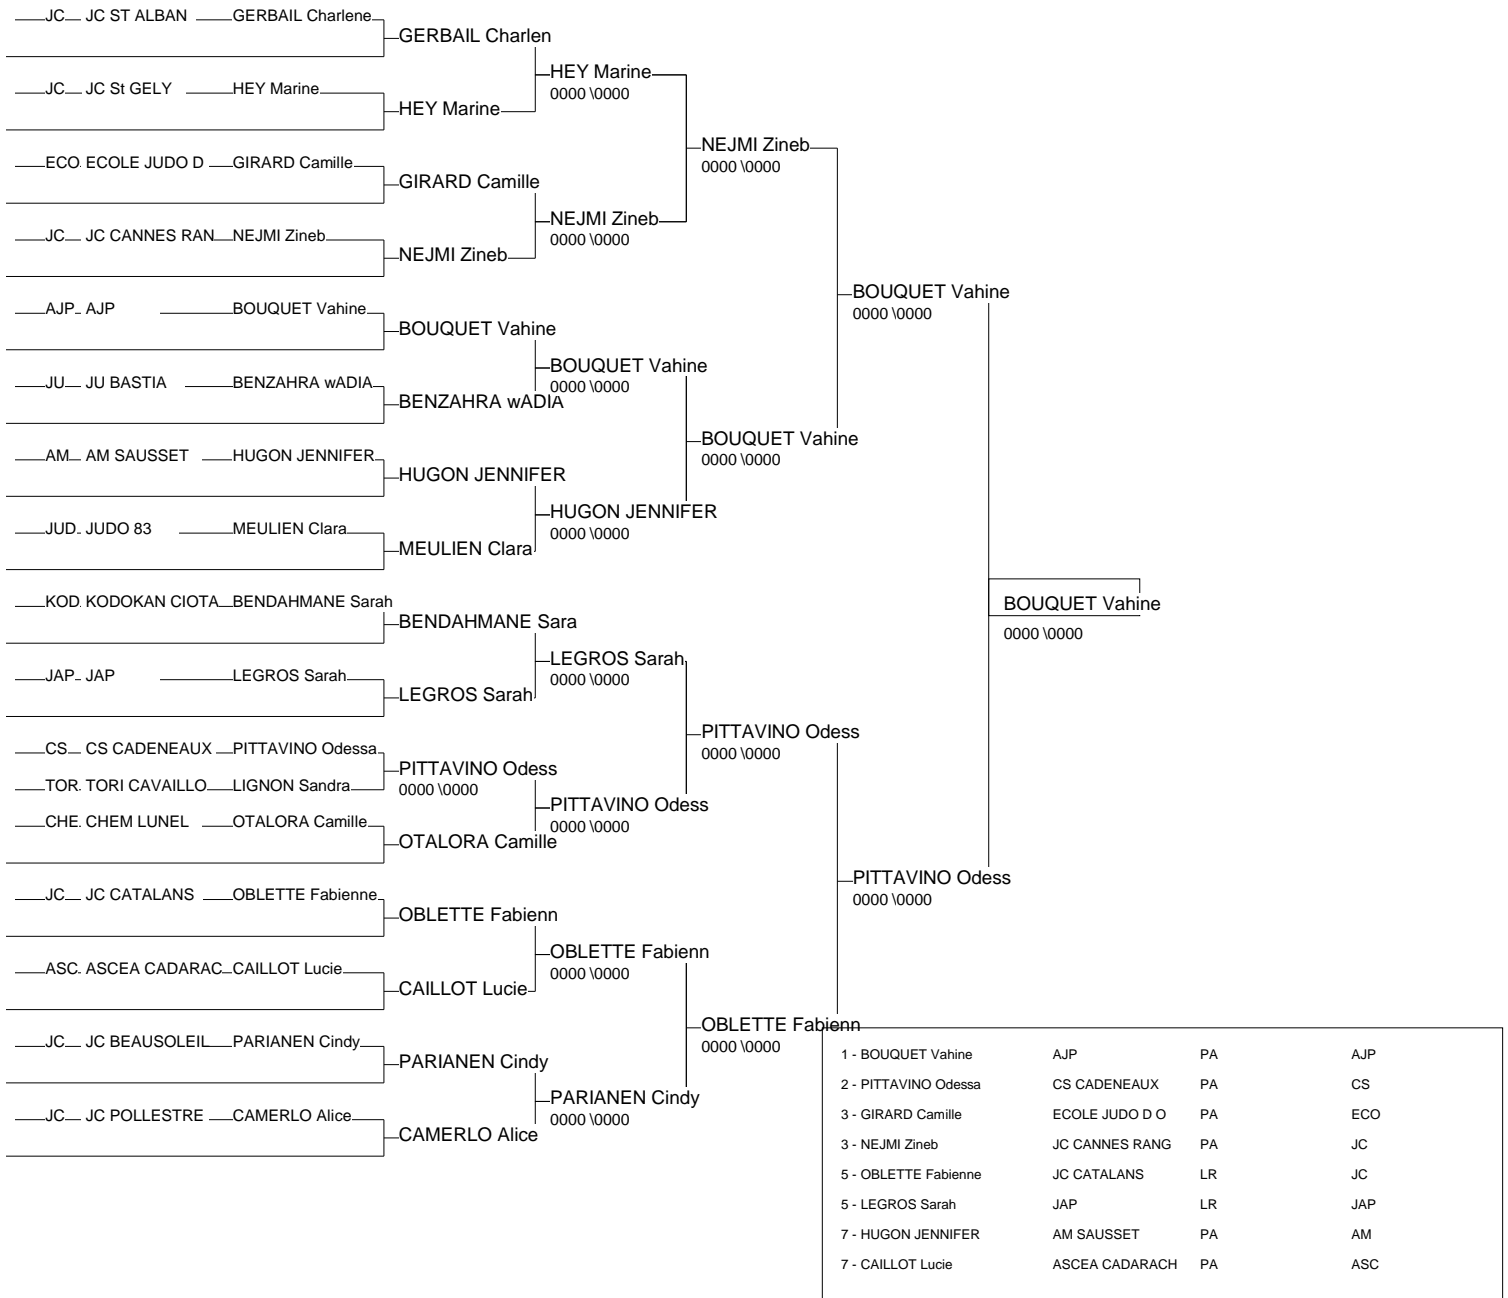 JC JC ST ALBAN GERBAIL Charlene
GERBAIL Charlen
HEY Marine
0000 \0000
JC JC St GELY HEY Marine
HEY Marine
NEJMI Zineb
0000 \0000
ECO ECOLE JUDO D GIRARD Camille
GIRARD Camille
NEJMI Zineb
0000 \0000
JC JC CANNES RAN NEJMI Zineb
NEJMI Zineb
BOUQUET Vahine
0000 \0000
AJP AJP BOUQUET Vahine
BOUQUET Vahine
BOUQUET Vahine
0000 \0000
JU JU BASTIA BENZAHRA wADIA
BENZAHRA wADIA
BOUQUET Vahine
0000 \0000
AM AM SAUSSET HUGON JENNIFER
HUGON JENNIFER
HUGON JENNIFER
0000 \0000
JUD JUDO 83 MEULIEN Clara
MEULIEN Clara
BOUQUET Vahine
0000 \0000
KOD KODOKAN CIOTA BENDAHMANE Sarah
BENDAHMANE Sara
LEGROS Sarah
0000 \0000
JAP JAP LEGROS Sarah
LEGROS Sarah
PITTAVINO Odess
0000 \0000
CS CS CADENEAUX PITTAVINO Odessa
PITTAVINO Odess
0000 \0000
TOR TORI CAVAILLO LIGNON Sandra
PITTAVINO Odess
0000 \0000
CHE CHEM LUNEL OTALORA Camille
OTALORA Camille
PITTAVINO Odess
0000 \0000
JC JC CATALANS OBLETTE Fabienne
OBLETTE Fabienn
OBLETTE Fabienn
0000 \0000
ASC ASCEA CADARAC CAILLOT Lucie
CAILLOT Lucie
OBLETTE Fabienn
0000 \0000
JC JC BEAUSOLEIL PARIANEN Cindy
PARIANEN Cindy
PARIANEN Cindy
0000 \0000
JC JC POLLESTRE CAMERLO Alice
CAMERLO Alice
1 - BOUQUET Vahine AJP PA AJP
2 - PITTAVINO Odessa CS CADENEAUX PA CS
3 - GIRARD Camille ECOLE JUDO D O PA ECO
3 - NEJMI Zineb JC CANNES RANG PA JC
5 - OBLETTE Fabienne JC CATALANS LR JC
5 - LEGROS Sarah JAP LR JAP
7 - HUGON JENNIFER AM SAUSSET PA AM
7 - CAILLOT Lucie ASCEA CADARACH PA ASC